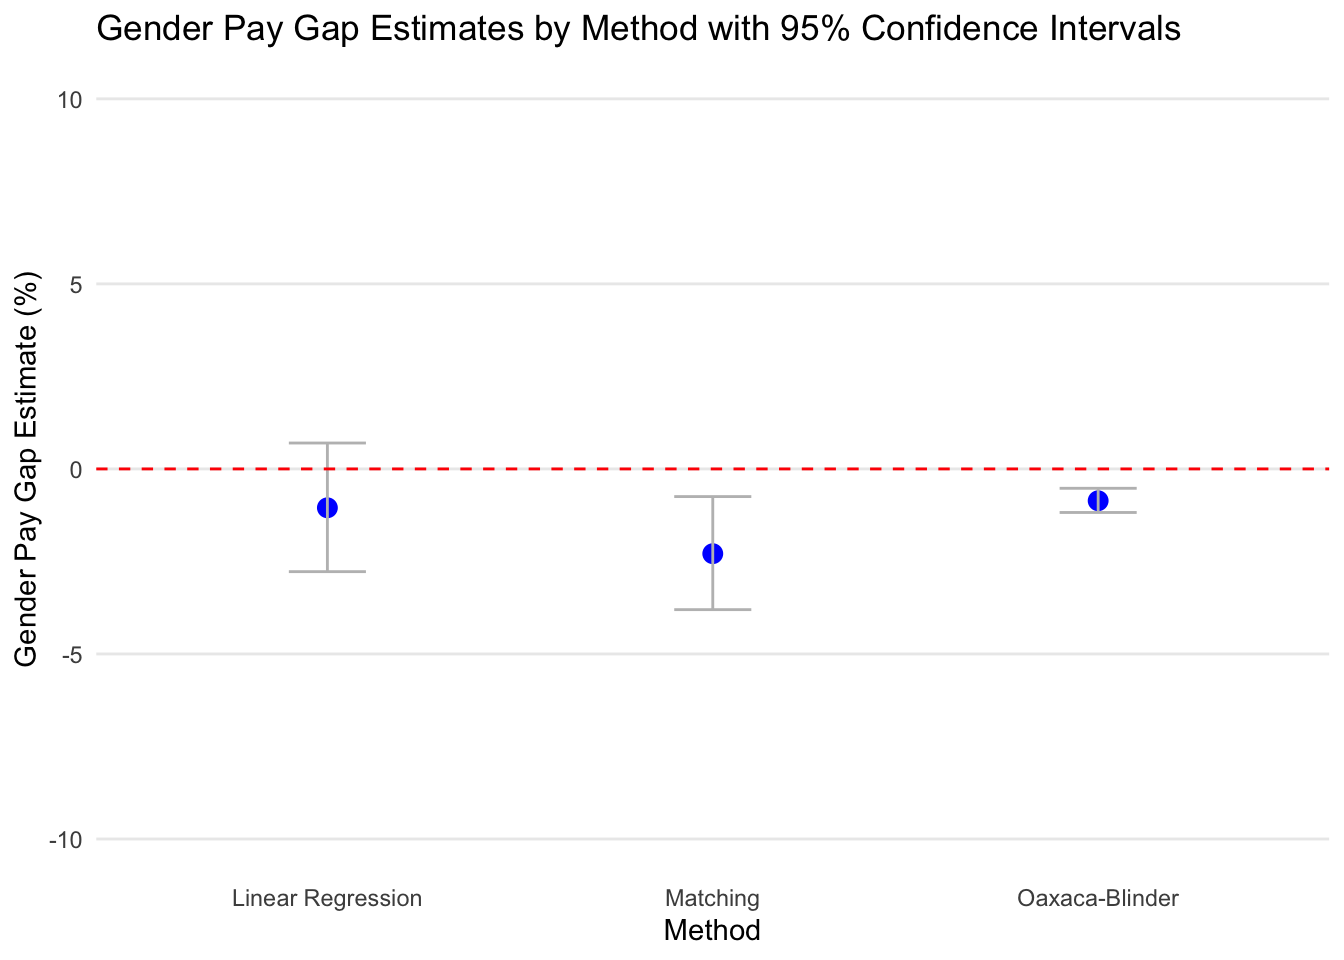 Gender Pay Gap Estimates by Method with 95% Confidence Intervals
Gender Pay Gap Estimate (%)
10
5
0
-5
-10
Linear Regression
Matching
Oaxaca-Blinder
Method